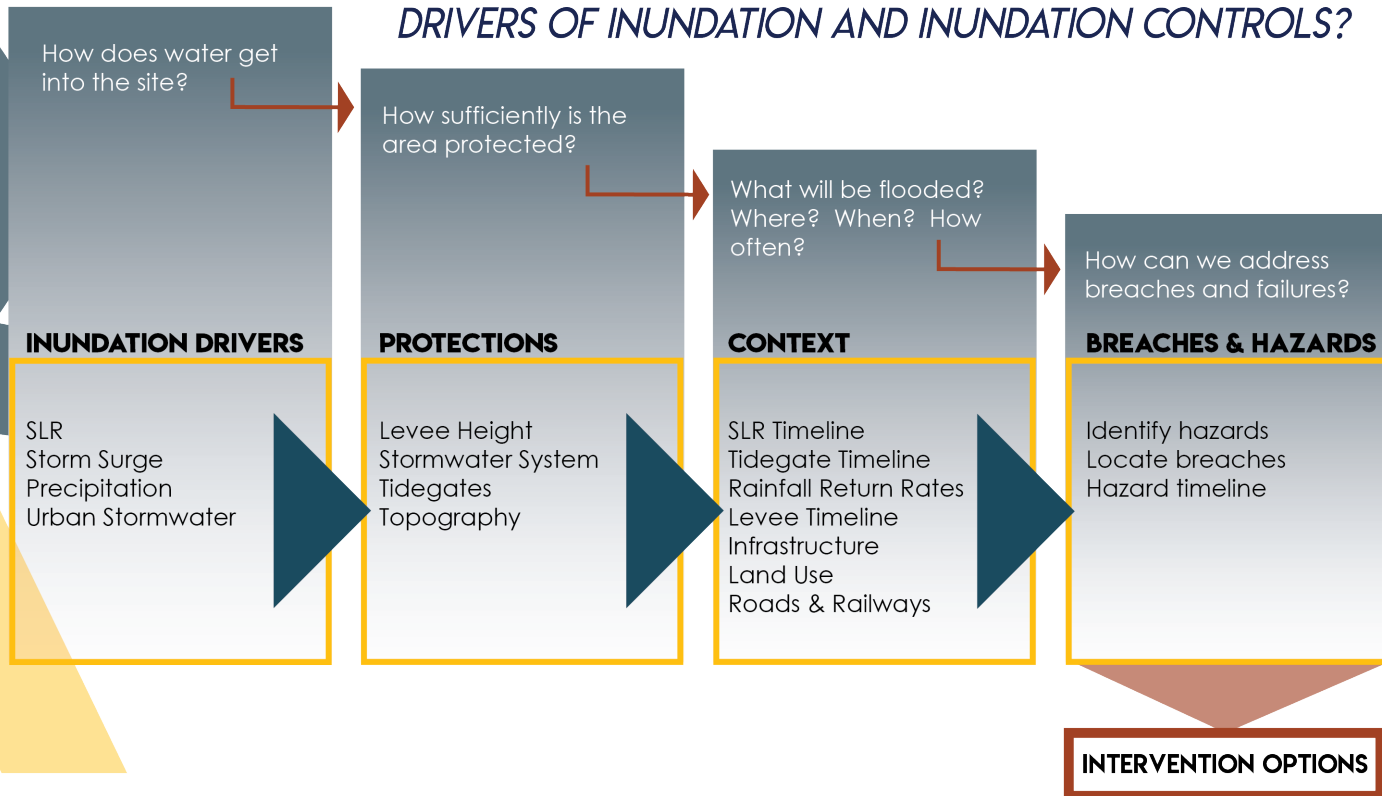 DRIVERS OF INUNDATION AND INUNDATION CONTROLS?
How does water get
into the site?
How sufficiently is the
area protected?
What will be flooded?
Where? When? How
often?
How can we address
breaches and failures?
INUNDATION DRIVERS
SLR
Storm Surge
Precipitation
Urban Stormwater
PROTECTIONS
Levee Height
Stormwater System
Tidegates
Topography
CONTEXT
SLR Timeline
Tidegate Timeline
Rainfall Return Rates
Levee Timeline
Infrastructure
Land Use
Roads & Railways
BREACHES & HAZARDS
Identify hazards
Locate breaches
Hazard timeline
INTERVENTION OPTIONS